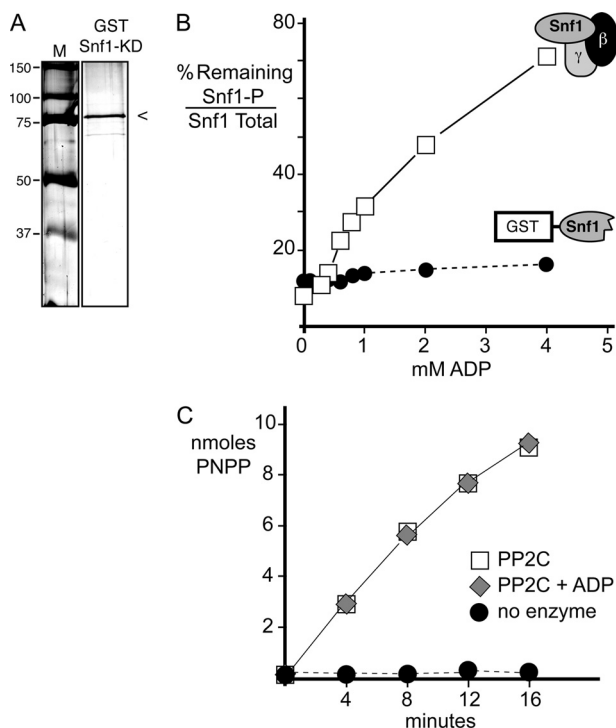 A
GST
M
Snf1-KD
150
100
75
<
50
37
B
% Remaining
Snf1-P
Snf1 Total
80
40
20
0
1
2
3
4
5
mM ADP
Snf1
γ
β
GST
Snf1
C
nmoles
PNPP
10
8
6
4
2
4
8
12
16
minutes
PP2C
PP2C + ADP
no enzyme